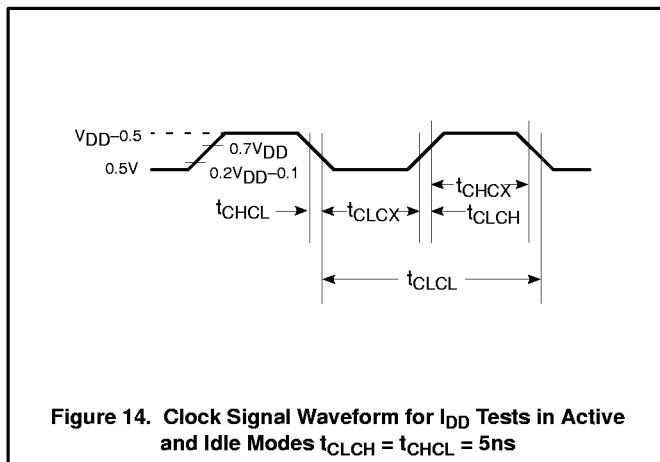 VDD–0.5
0.7VDD
0.5V
0.2VDD–0.1
tCHCX
tCHCL
tCLCX
tCLCH
tCLCL
Figure 14. Clock Signal Waveform for IDD Tests in Active
and Idle Modes tCLCH = tCHCL = 5ns